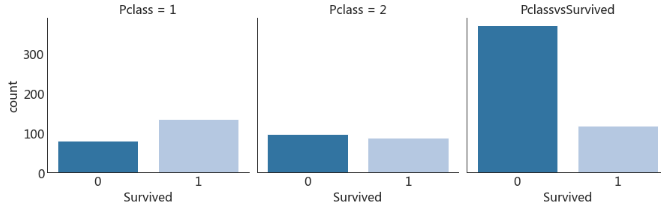 Pclass = 1
Pclass = 2
PclassvsSurvived
count
300
200
100
0
0 1
0 1
0 1
Survived
Survived
Survived